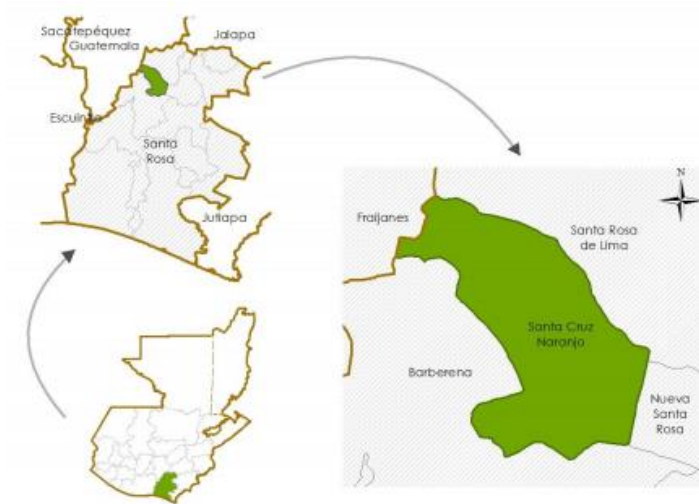 Sacatepéquez
Guatemala
Jalapa
Escuintla
Santa
Rosa
Jutiapa
N
Fraijanes
Santa Rosa
de Lima
Santa Cruz
Naranjo
Barberena
Nueva
Santa
Rosa